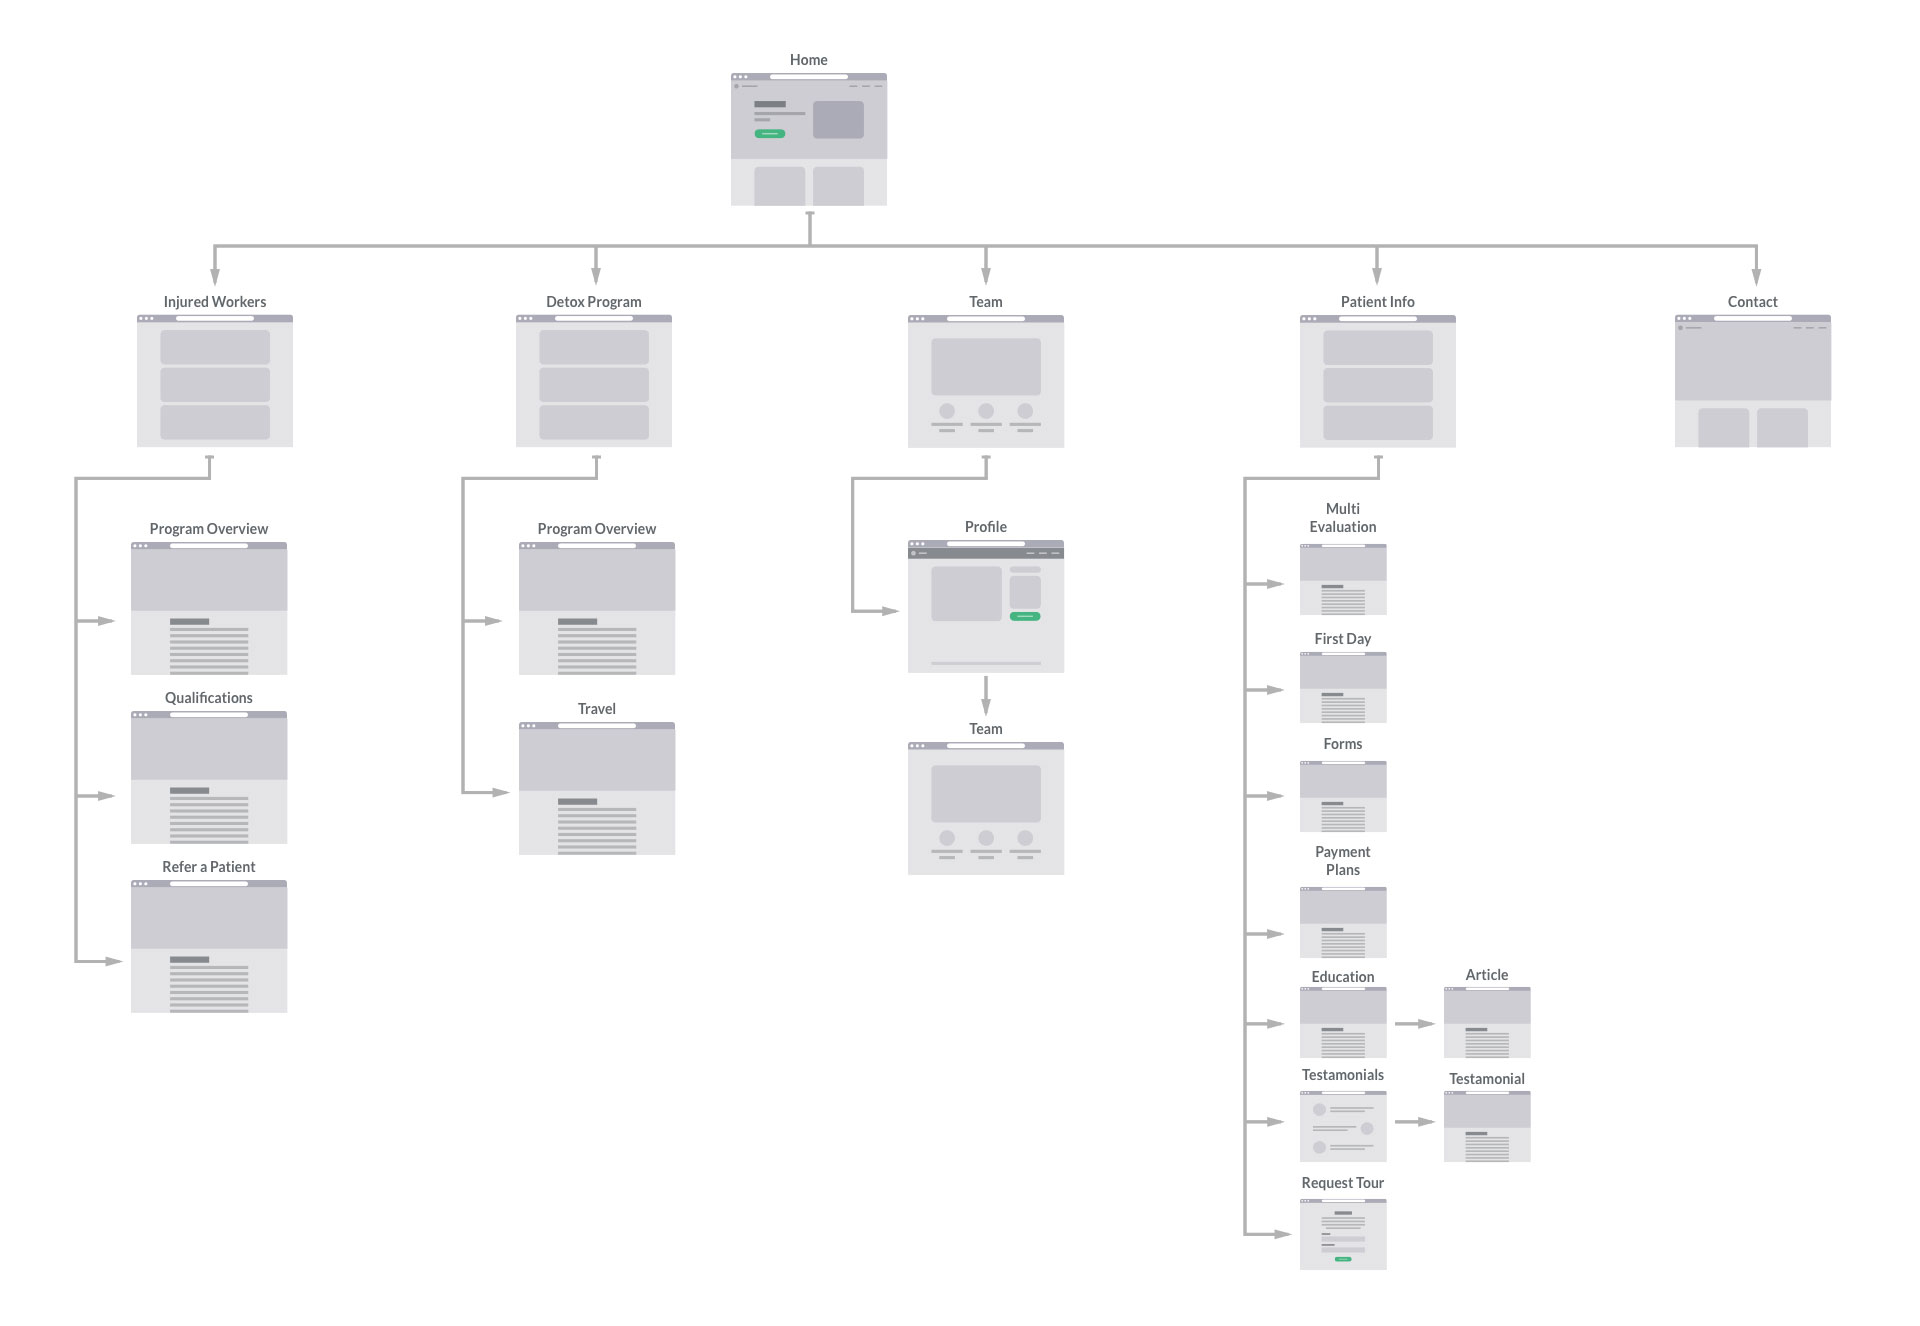 Home
Injured Workers
Detox Program
Team
Patient Info
Contact
Program Overview
Qualifications
Refer a Patient
Program Overview
Travel
Profile
Team
Multi
Evaluation
First Day
Forms
Payment
Plans
Education
Article
Testamonials
Testamonial
Request Tour